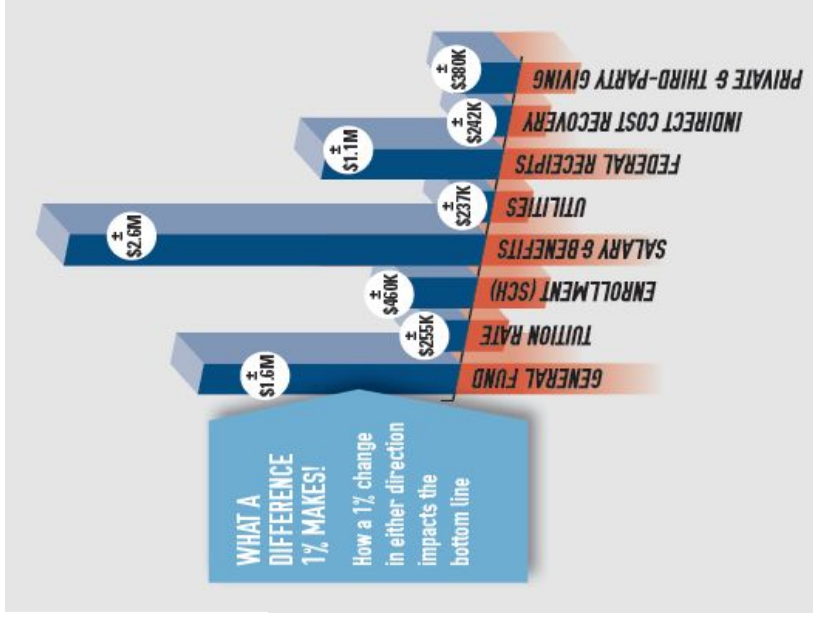 WHAT A
DIFFERENCE
1% MAKES!
How a 1% change
in either direction
impacts the
bottom line
±
$1.6M
GENERAL FUND
±
$255K
TUITION RATE
±
$460K
ENROLLMENT (SCH)
±
$2.6M
SALARY & BENEFITS
±
$237K
UTILITIES
±
$1.1M
FEDERAL RECEIPTS
±
$242K
INDIRECT COST RECOVERY
±
$380K
PRIVATE & THIRD-PARTY GIVING